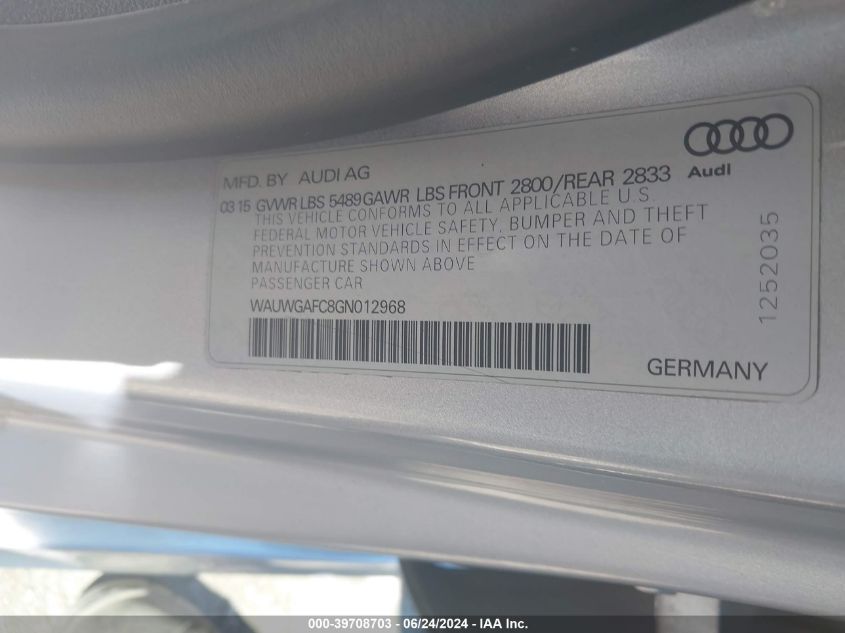 MFD. BY AUDI AG
Audi
03 15 GVWR LBS 5489 GAWR LBS FRONT 2800/REAR 2833
THIS VEHICLE CONFORMS TO ALL APPLICABLE U.S.
FEDERAL MOTOR VEHICLE SAFETY, BUMPER AND THEFT
PREVENTION STANDARDS IN EFFECT ON THE DATE OF
MANUFACTURE SHOWN ABOVE
PASSENGER CAR
WAUWGAFC8GN012968
GERMANY
1252035
000-39708703 - 06/24/2024 - IAA Inc.